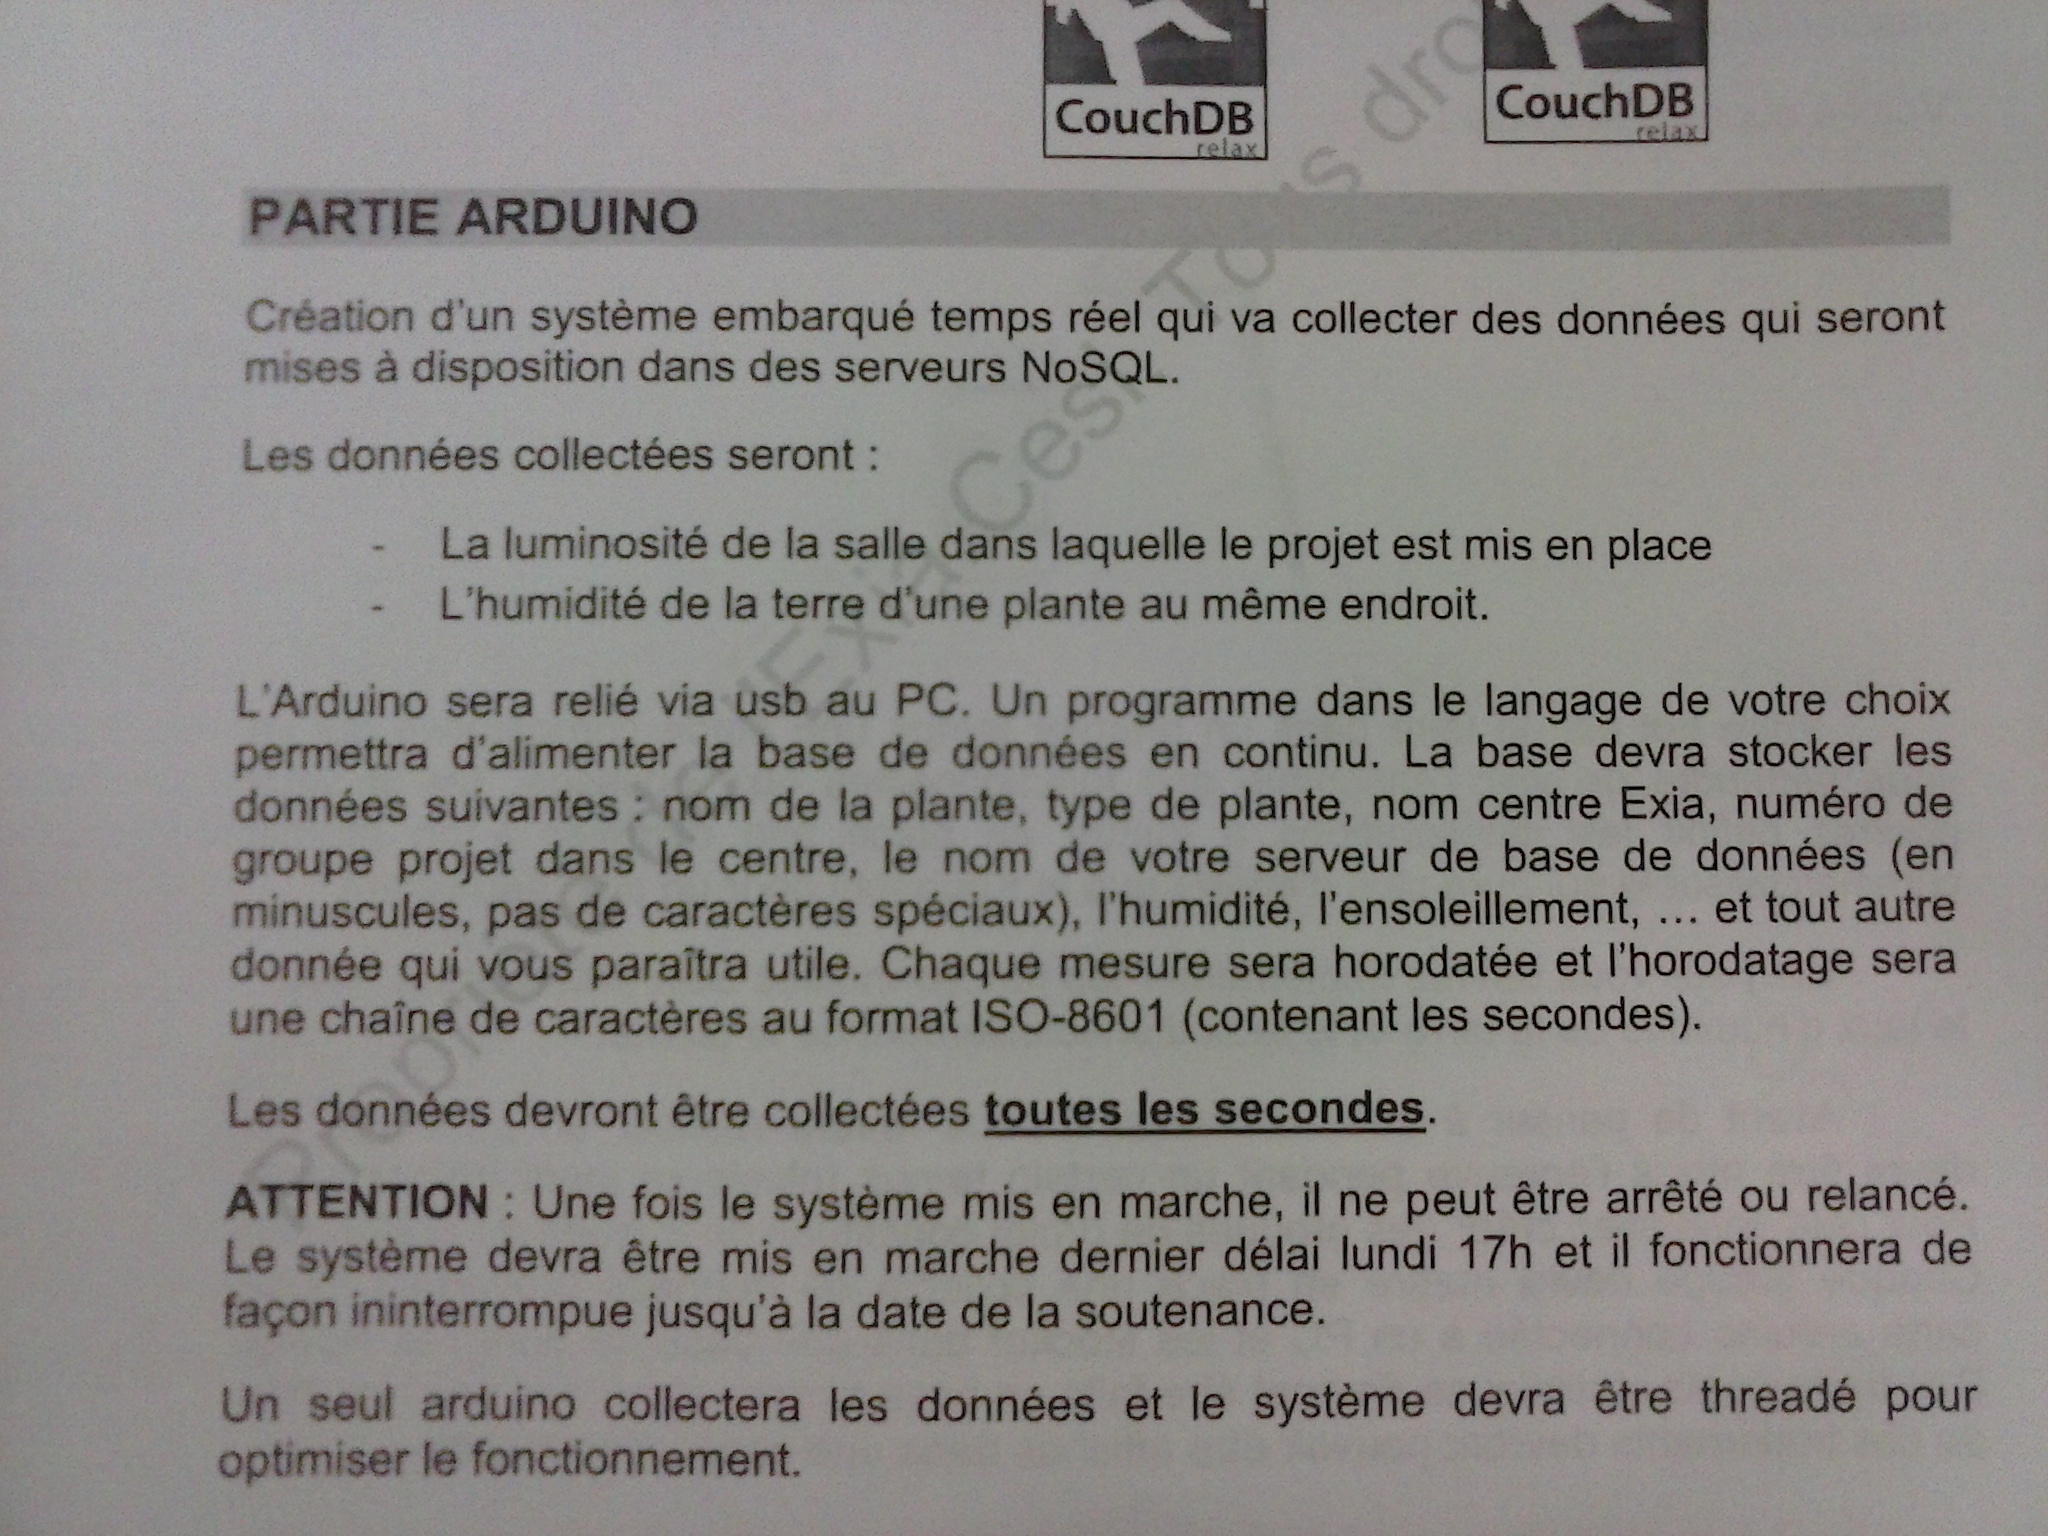 CouchDB
relax
CouchDB
relax
PARTIE ARDUINO
Création d'un système embarqué temps réel qui va collecter des données qui seront
mises à disposition dans des serveurs NoSQL.
Les données collectées seront :
- La luminosité de la salle dans laquelle le projet est mis en place
- L'humidité de la terre d'une plante au même endroit.
L'Arduino sera relié via usb au PC. Un programme dans le langage de votre choix
permettra d'alimenter la base de données en continu. La base devra stocker les
données suivantes : nom de la plante, type de plante, nom centre Exia, numéro de
groupe projet dans le centre, le nom de votre serveur de base de données (en
minuscules, pas de caractères spéciaux), l'humidité, l'ensoleillement, ... et tout autre
donnée qui vous paraîtra utile. Chaque mesure sera horodatée et l'horodatage sera
une chaîne de caractères au format ISO-8601 (contenant les secondes).
Les données devront être collectées toutes les secondes.
ATTENTION : Une fois le système mis en marche, il ne peut être arrêté ou relancé.
Le système devra être mis en marche dernier délai lundi 17h et il fonctionnera de
façon ininterrompue jusqu'à la date de la soutenance.
Un seul arduino collectera les données et le système devra être threadé pour
optimiser le fonctionnement.
Exia Cesi Tous